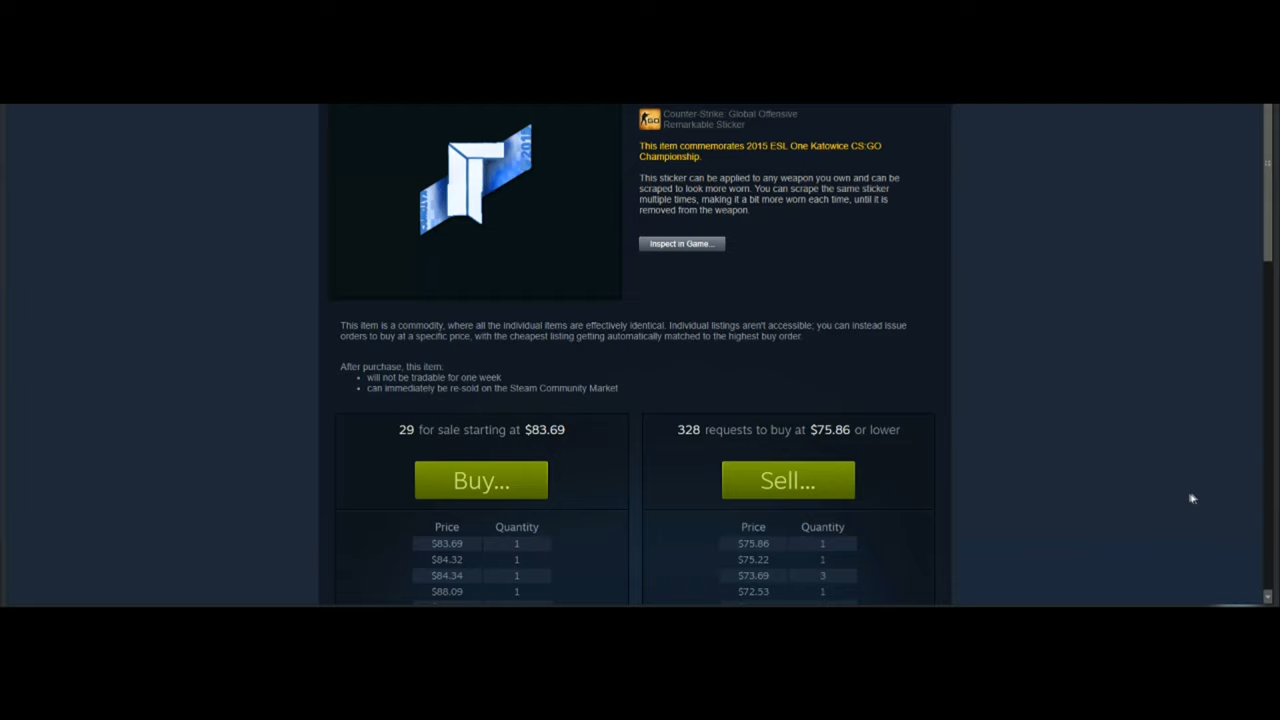 2015
Counter-Strike: Global Offensive
Remarkable Sticker
This item commemorates 2015 ESL One Katowice CS:GO
Championship.
This sticker can be applied to any weapon you own and can be
scraped to look more worn. You can scrape the same sticker
multiple times, making it a bit more worn each time, until it is
removed from the weapon.
Inspect in Game...
This item is a commodity, where all the individual items are effectively identical. Individual listings aren't accessible; you can instead issue
orders to buy at a specific price, with the cheapest listing getting automatically matched to the highest buy order.
After purchase, this item:
• will not be tradable for one week
• can immediately be re-sold on the Steam Community Market
29 for sale starting at $83.69
Buy...
Price Quantity
$83.69 1
$84.32 1
$84.34 1
$88.09 1
328 requests to buy at $75.86 or lower
Sell...
Price Quantity
$75.86 1
$75.22 1
$73.69 3
$72.53 1